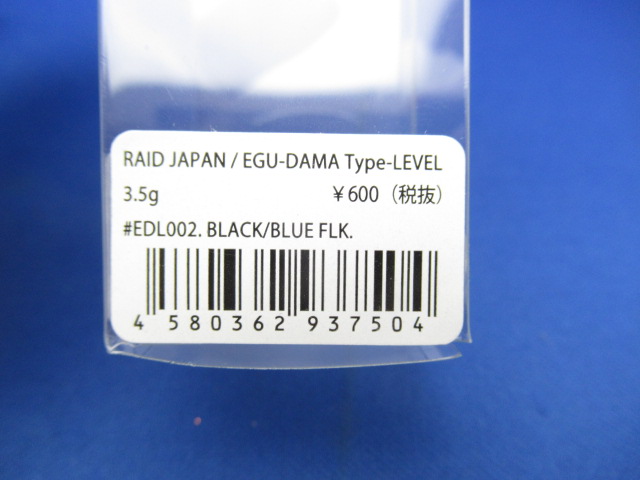 RAID JAPAN / EGU-DAMA Type-LEVEL
3.5g ¥600（税抜）
#EDL002. BLACK/BLUE FLK.
4 580362 937504